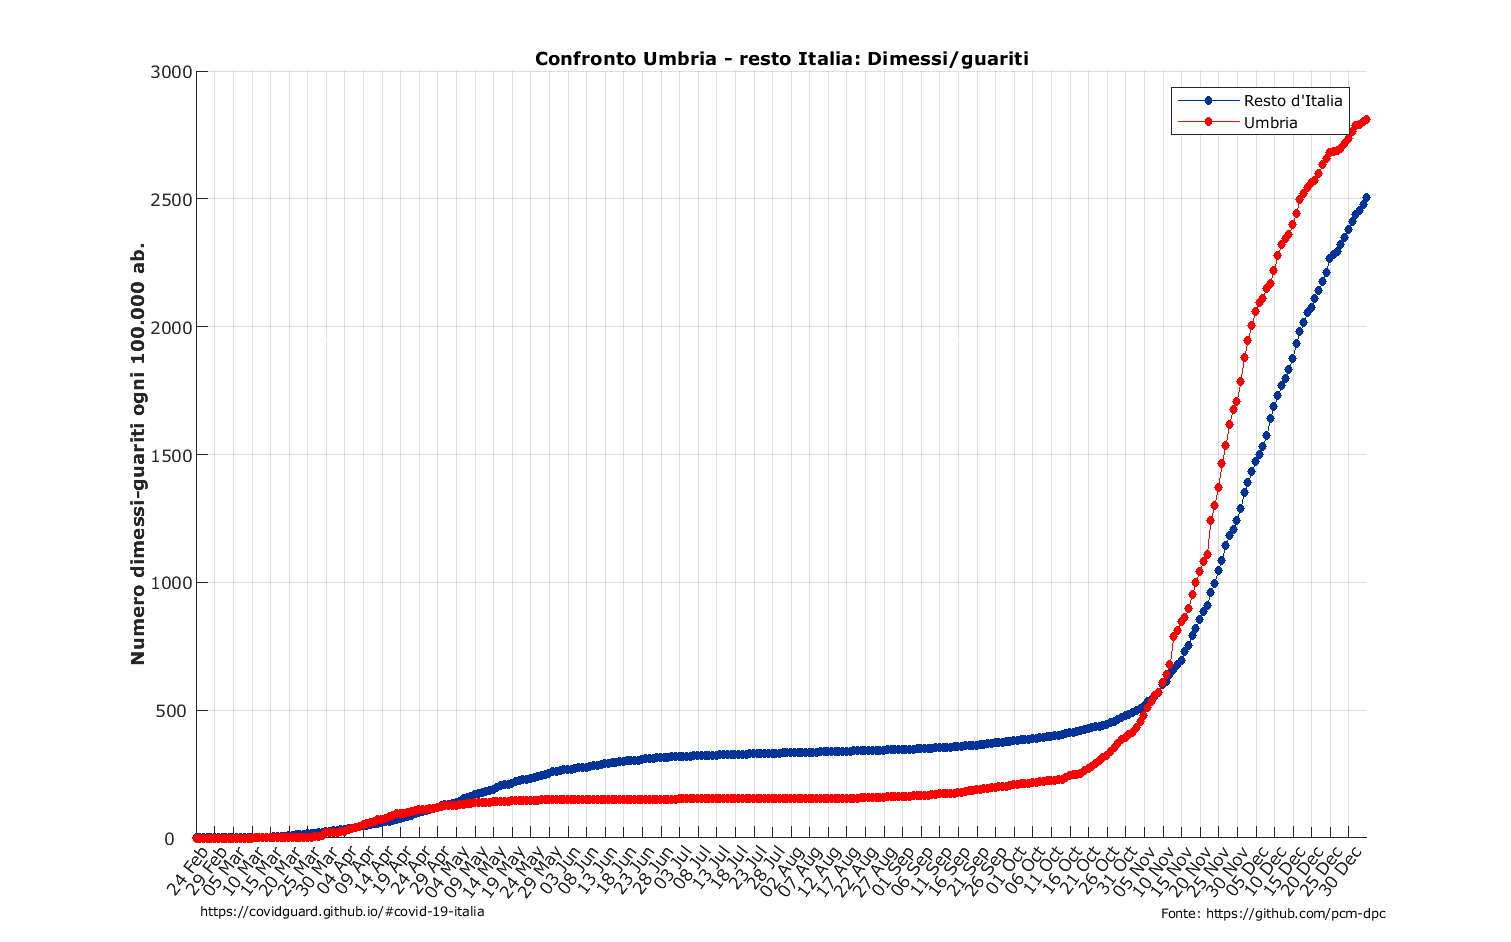 Confronto Umbria - resto Italia: Dimessi/guariti
Numero dimessi-guariti ogni 100.000 ab.
3000
2500
2000
1500
1000
500
0
Resto d'Italia
Umbria
24 Feb
29 Feb
05 Mar
10 Mar
15 Mar
20 Mar
25 Mar
30 Mar
04 Apr
09 Apr
14 Apr
19 Apr
24 Apr
29 Apr
04 May
09 May
14 May
19 May
24 May
29 May
03 Jun
08 Jun
13 Jun
18 Jun
23 Jun
28 Jun
03 Jul
08 Jul
13 Jul
18 Jul
23 Jul
28 Jul
02 Aug
07 Aug
12 Aug
17 Aug
22 Aug
27 Aug
01 Sep
06 Sep
11 Sep
16 Sep
21 Sep
26 Sep
01 Oct
06 Oct
11 Oct
16 Oct
21 Oct
26 Oct
31 Oct
05 Nov
10 Nov
15 Nov
20 Nov
25 Nov
30 Nov
05 Dec
10 Dec
15 Dec
20 Dec
25 Dec
30 Dec
https://covidguard.github.io/#covid-19-italia
Fonte: https://github.com/pcm-dpc